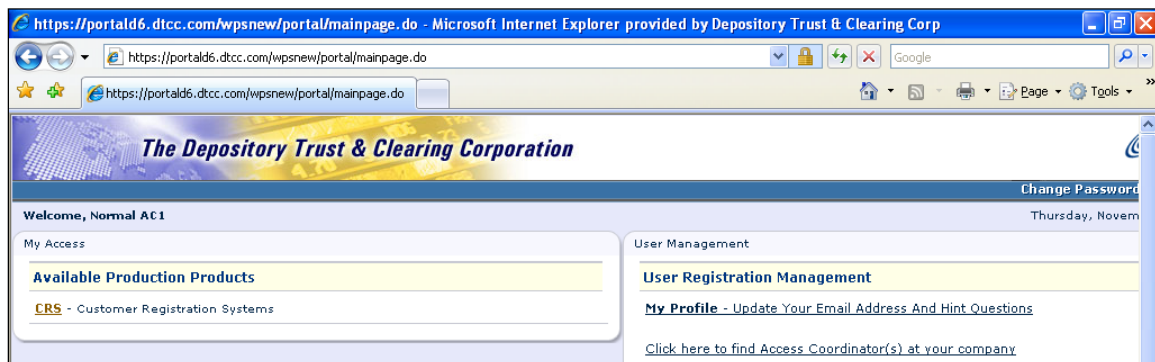 https://portald6.dtcc.com/wpsnew/portal/mainpage.do - Microsoft Internet Explorer provided by Depository Trust & Clearing Corp
https://portald6.dtcc.com/wpsnew/portal/mainpage.do
Google
https://portald6.dtcc.com/wpsnew/portal/mainpage.do
Page
Tools
The Depository Trust & Clearing Corporation
Change Password
Welcome, Normal AC1
Thursday, Novem
My Access
User Management
Available Production Products
User Registration Management
CRS - Customer Registration Systems
My Profile - Update Your Email Address And Hint Questions
Click here to find Access Coordinator(s) at your company